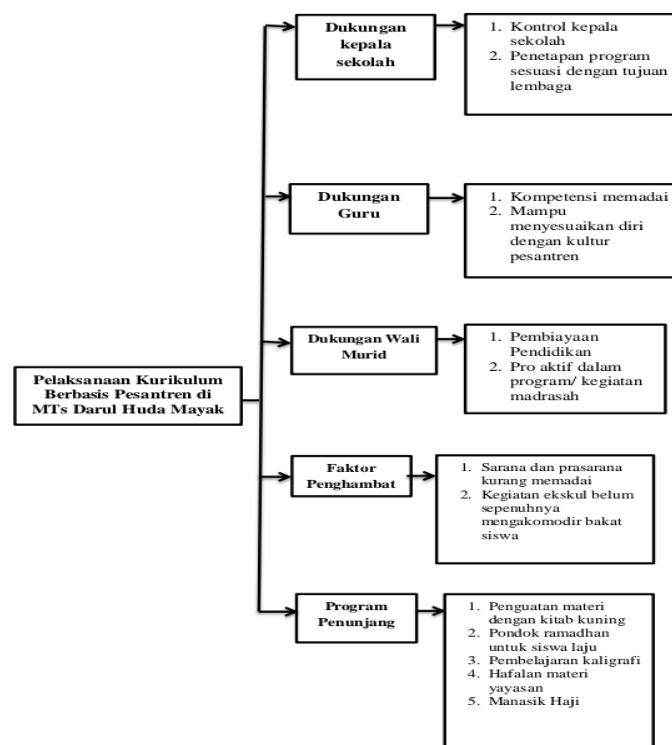 Dukungan
kepala
sekolah
1. Kontrol kepala
sekolah
2. Penetapan program
sesuasi dengan tujuan
lembaga
Dukungan
Guru
1. Kompetensi memadai
2. Mampu
menyesuaikan diri
dengan kultur
pesantren
Dukungan Wali
Murid
1. Pembiayaan
Pendidikan
2. Pro aktif dalam
program/ kegiatan
madrasah
Pelaksanaan Kurikulum
Berbasis Pesantren di
MTs Darul Huda Mayak
Faktor
Penghambat
1. Sarana dan prasarana
kurang memadai
2. Kegiatan ekskul belum
sepenuhnya
mengakomodir bakat
siswa
Program
Penunjang
1. Penguatan materi
dengan kitab kuning
2. Pondok ramadhan
untuk siswa laju
3. Pembelajaran kaligrafi
4. Hafalan materi
yayasan
5. Manasik Haji